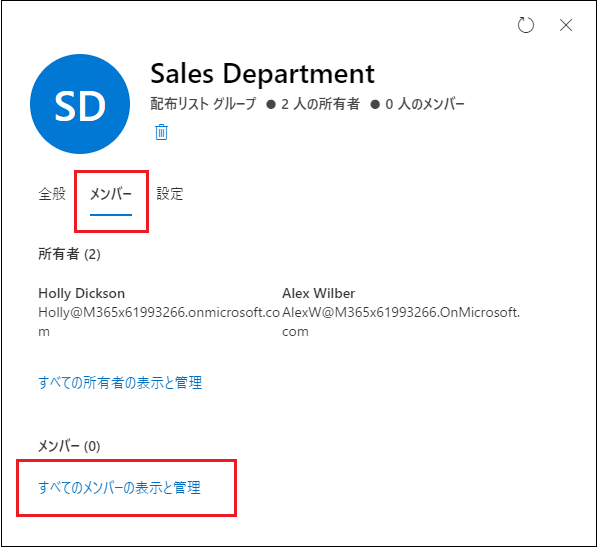 SD
Sales Department
配布リスト グループ ● 2 人の所有者 ● 0 人のメンバー
全般 メンバー 設定
所有者 (2)
Holly Dickson Alex Wilber
Holly@M365x61993266.onmicrosoft.co AlexW@M365x61993266.OnMicrosoft.
m com
すべての所有者の表示と管理
メンバー (0)
すべてのメンバーの表示と管理